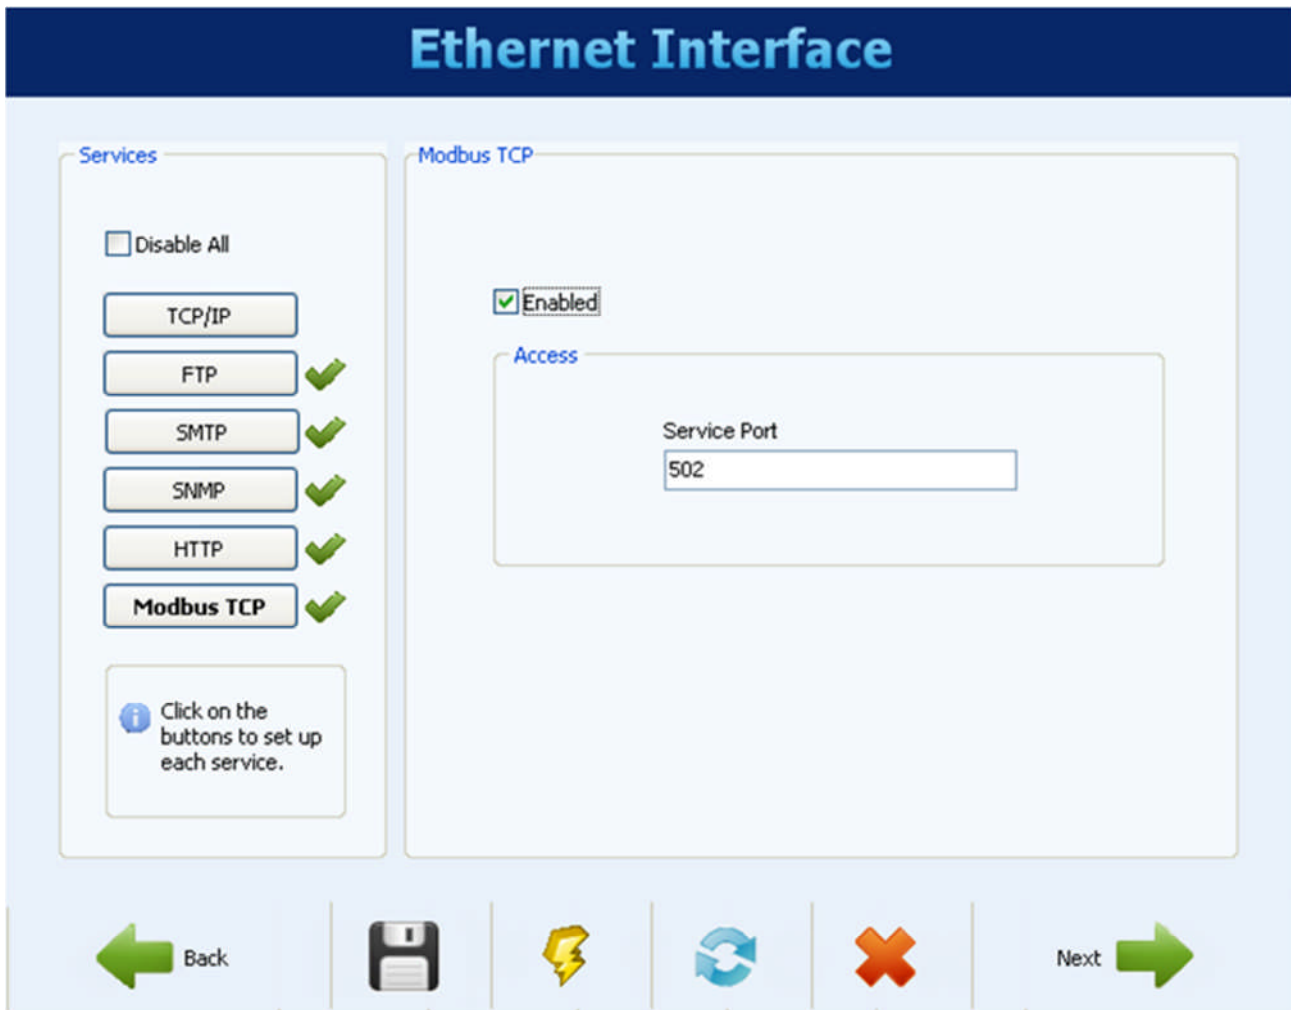 Ethernet Interface
Services
Disable All
TCP/IP
FTP
SMTP
SNMP
HTTP
Modbus TCP
Click on the
buttons to set up
each service.
Modbus TCP
Enabled
Access
Service Port
502
Back
Next